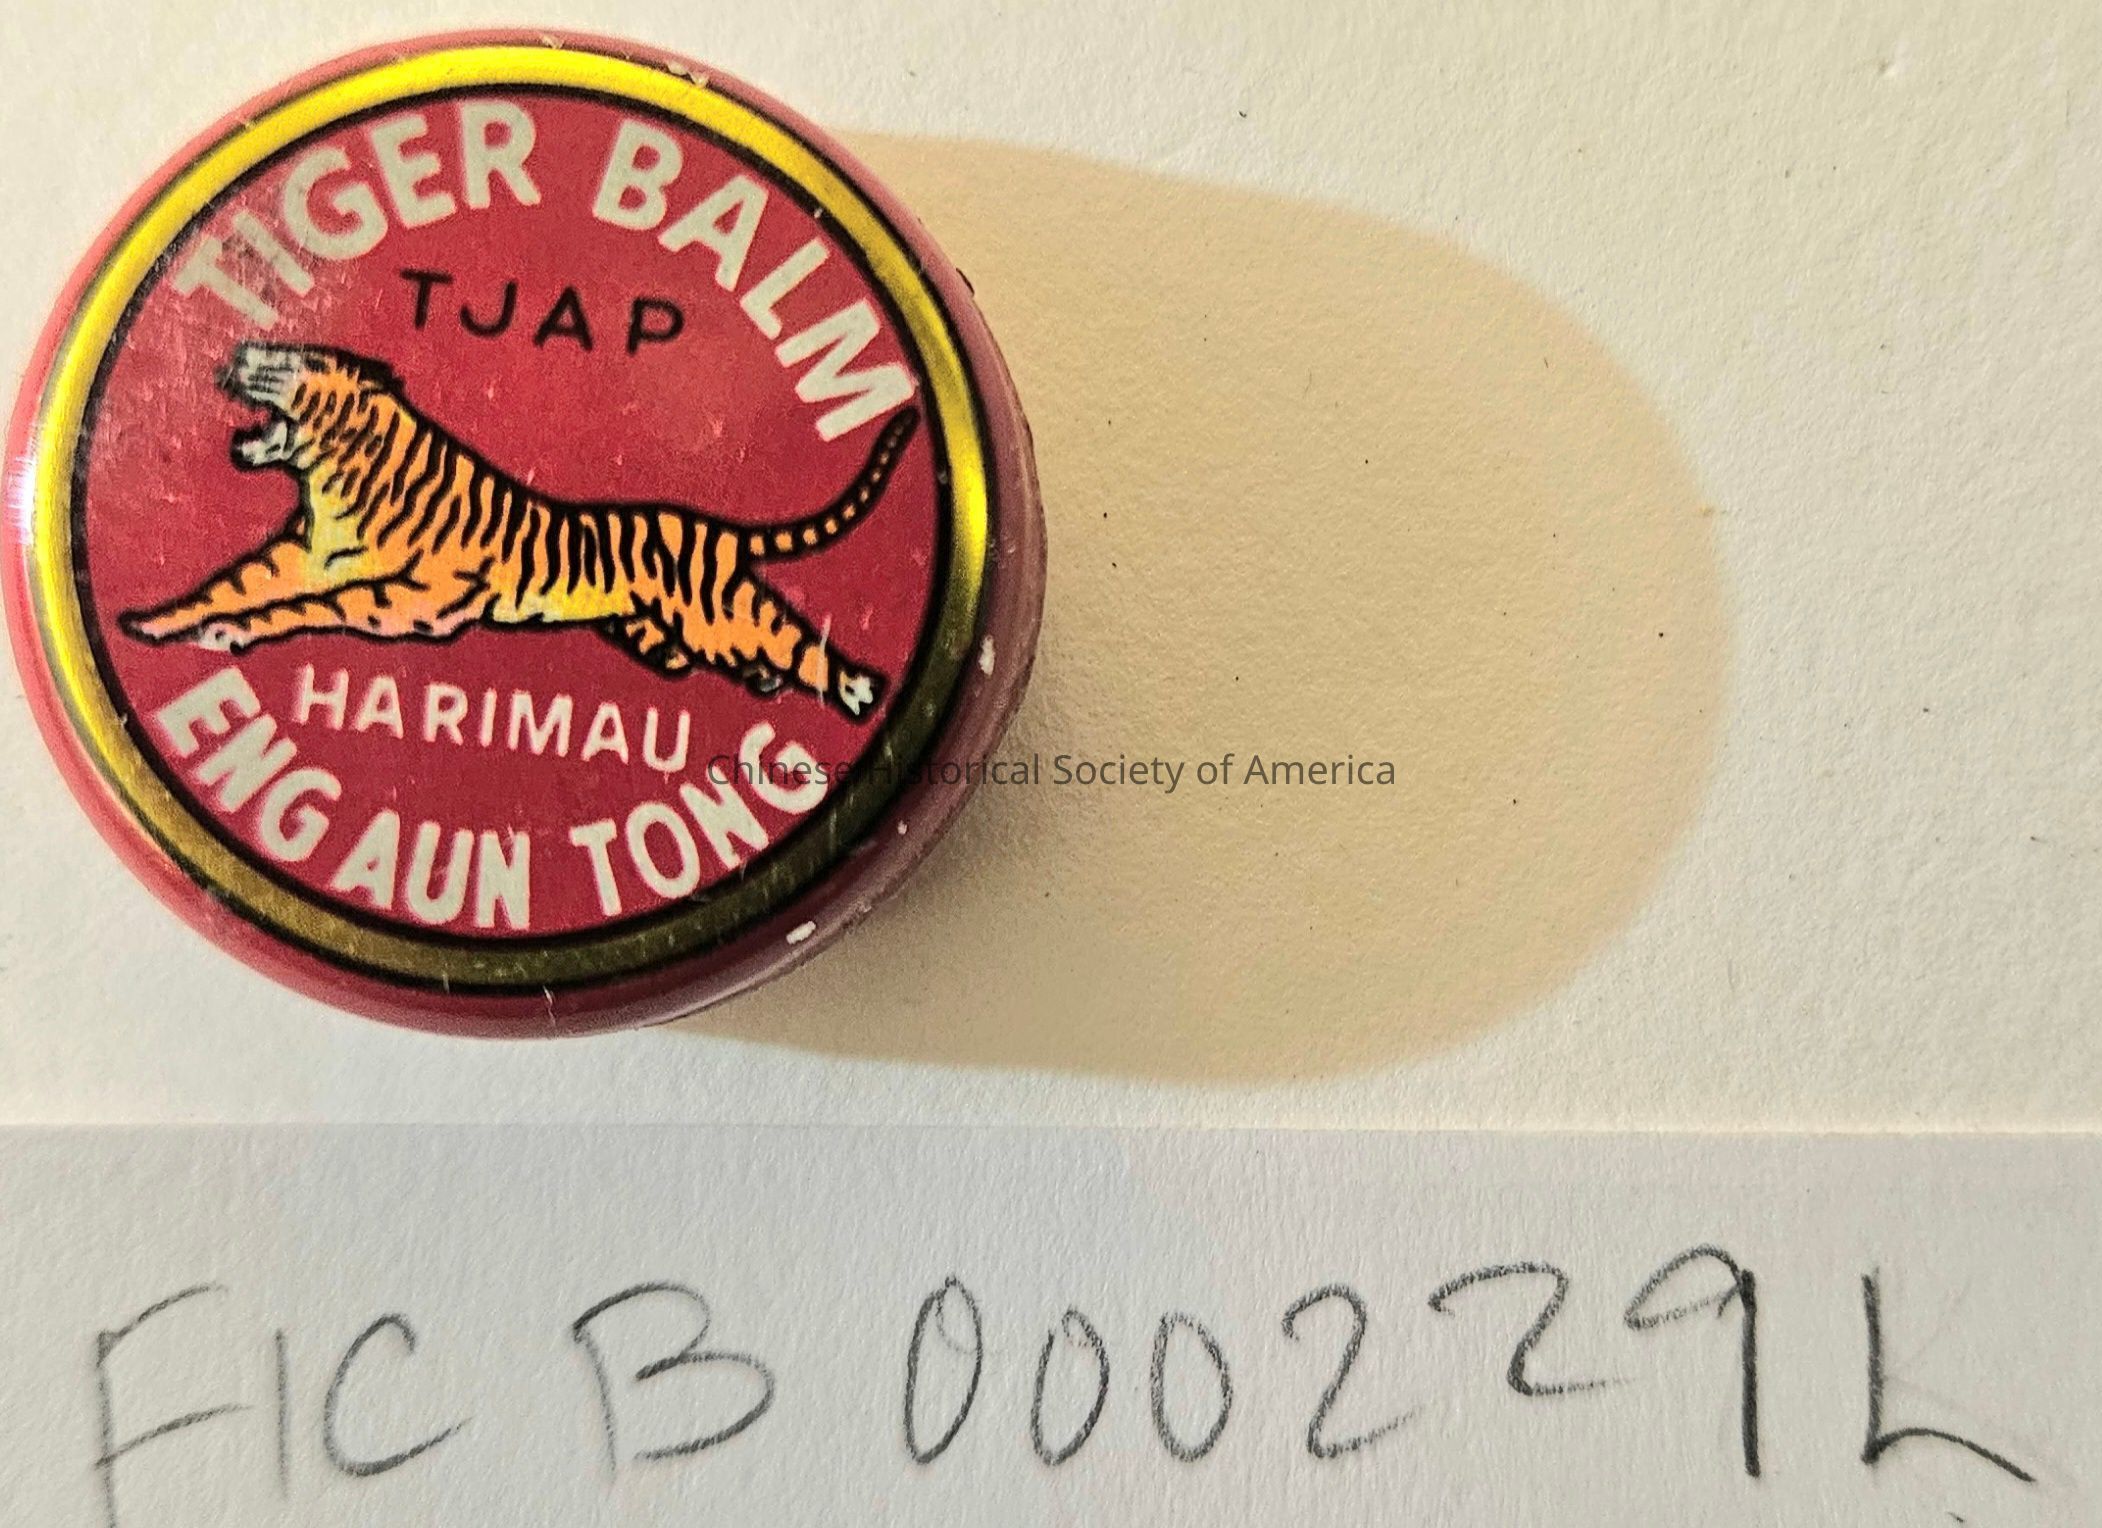 TIGER BALM
TJAP
HARIMAU
ENG AUN TONG
Chinese Historical Society of America
FIC B 000229L